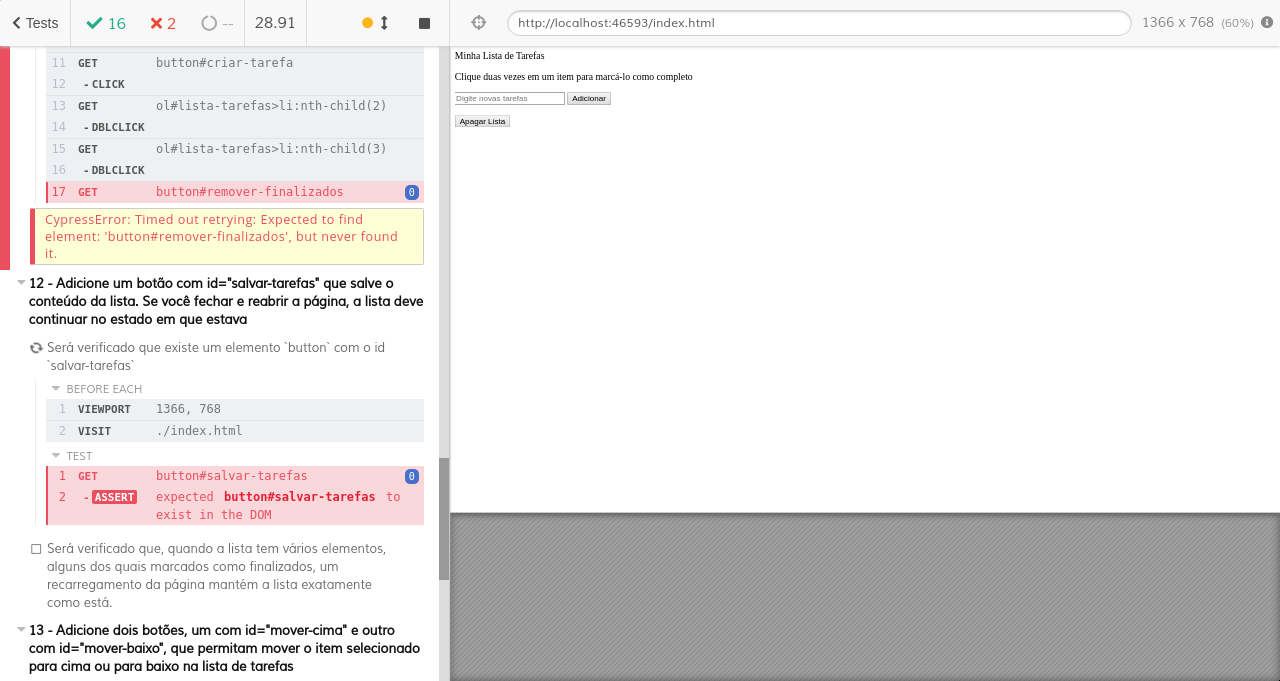 Tests 16 2 -- 28.91 http://localhost:46593/index.html 1366 x 768 (60%)
11 GET button#criar-tarefa
12 -CLICK
13 GET ol#lista-tarefas>li:nth-child(2)
14 -DBLCLICK
15 GET ol#lista-tarefas>li:nth-child(3)
16 -DBLCLICK
17 GET button#remover-finalizados 0
CypressError: Timed out retrying: Expected to find
element: 'button#remover-finalizados', but never found
it.
12 - Adicione um botão com id="salvar-tarefas" que salve o
conteúdo da lista. Se você fechar e reabrir a página, a lista deve
continuar no estado em que estava
Será verificado que existe um elemento `button` com o id
`salvar-tarefas`
BEFORE EACH
1 VIEWPORT 1366, 768
2 VISIT ./index.html
TEST
1 GET button#salvar-tarefas 0
2 -ASSERT expected button#salvar-tarefas to
exist in the DOM
Será verificado que, quando a lista tem vários elementos,
alguns dos quais marcados como finalizados, um
recarregamento da página mantém a lista exatamente
como está.
13 - Adicione dois botões, um com id="mover-cima" e outro
com id="mover-baixo", que permitam mover o item selecionado
para cima ou para baixo na lista de tarefas
Minha Lista de Tarefas
Clique duas vezes em um item para marcá-lo como completo
Digite novas tarefas Adicionar
Apagar Lista